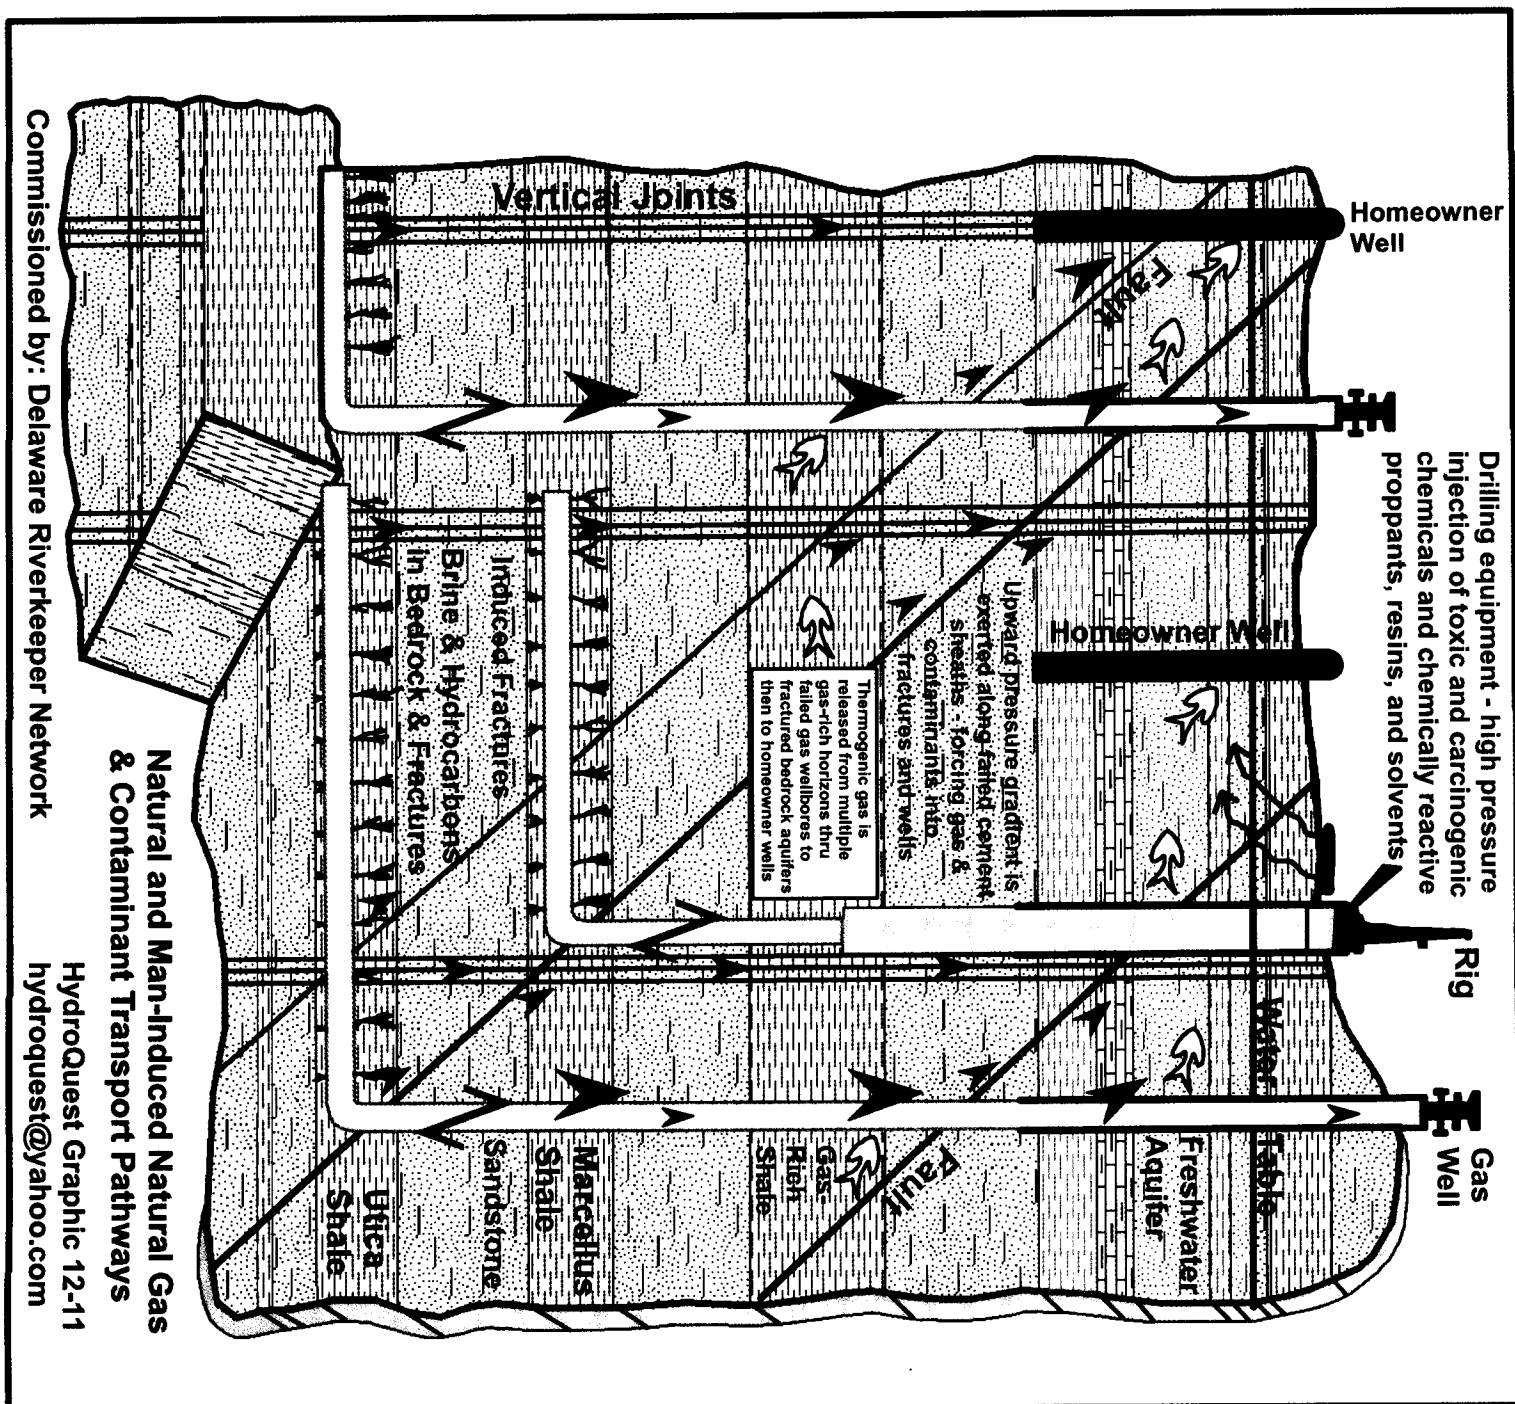 Drilling equipment - high pressure
injection of toxic and carcinogenic
chemicals and chemically reactive
proppants, resins, and solvents
Rig
Gas
Well
Homeowner
Well
Homeowner Well
Water Table
Freshwater
Aquifer
Fault
Fault
Upward pressure gradient is
exerted along failed cement
sheaths - forcing gas &
contaminants into
fractures and wells
Thermogenic gas is
released from multiple
gas-rich horizons thru
failed gas wellbores to
fractured bedrock aquifers
then to homeowner wells
Gas-
Rich
Shale
Vertical Joints
Marcellus
Shale
Induced Fractures
Sandstone
Brine & Hydrocarbons
in Bedrock & Fractures
Utica
Shale
Natural and Man-Induced Natural Gas
& Contaminant Transport Pathways
HydroQuest Graphic 12-11
hydroquest@yahoo.com
Commissioned by: Delaware Riverkeeper Network